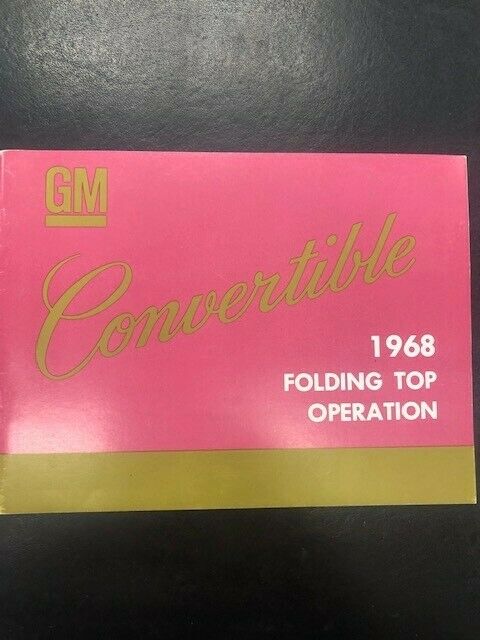 GM
Convertible
1968
FOLDING TOP
OPERATION